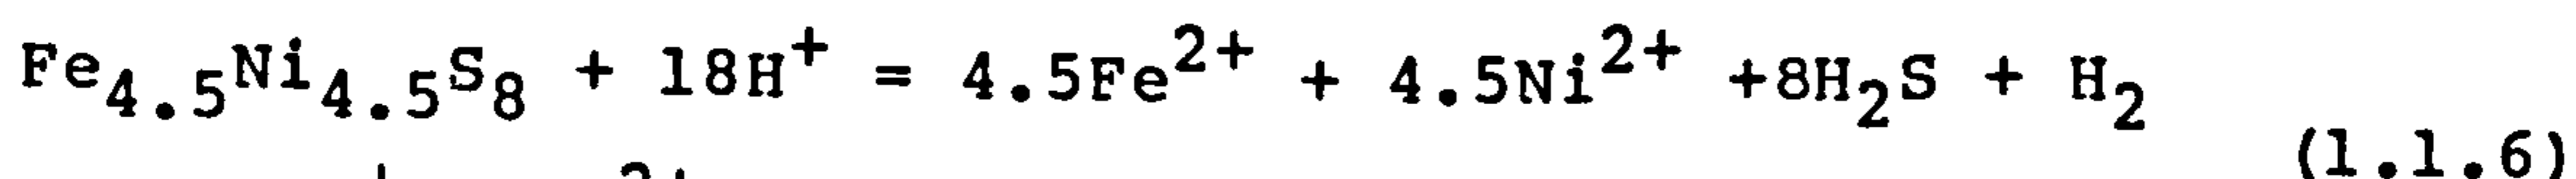 Fe₄.₅Ni₄.₅S₈ + 18H⁺ = 4.5Fe²⁺ + 4.5Ni²⁺ +8H₂S + H₂
(1.1.6)